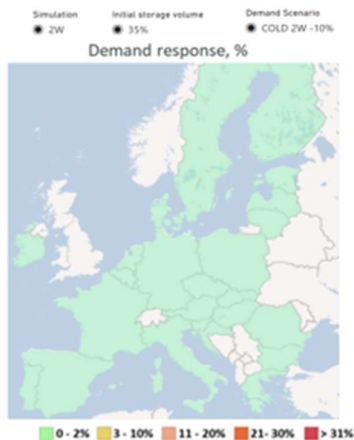 Simulation Initial storage volume Demand Scenario
2W 35% COLD 2W -10%
Demand response, %
0 - 2% 3 - 10% 11 - 20% 21- 30% > 31%